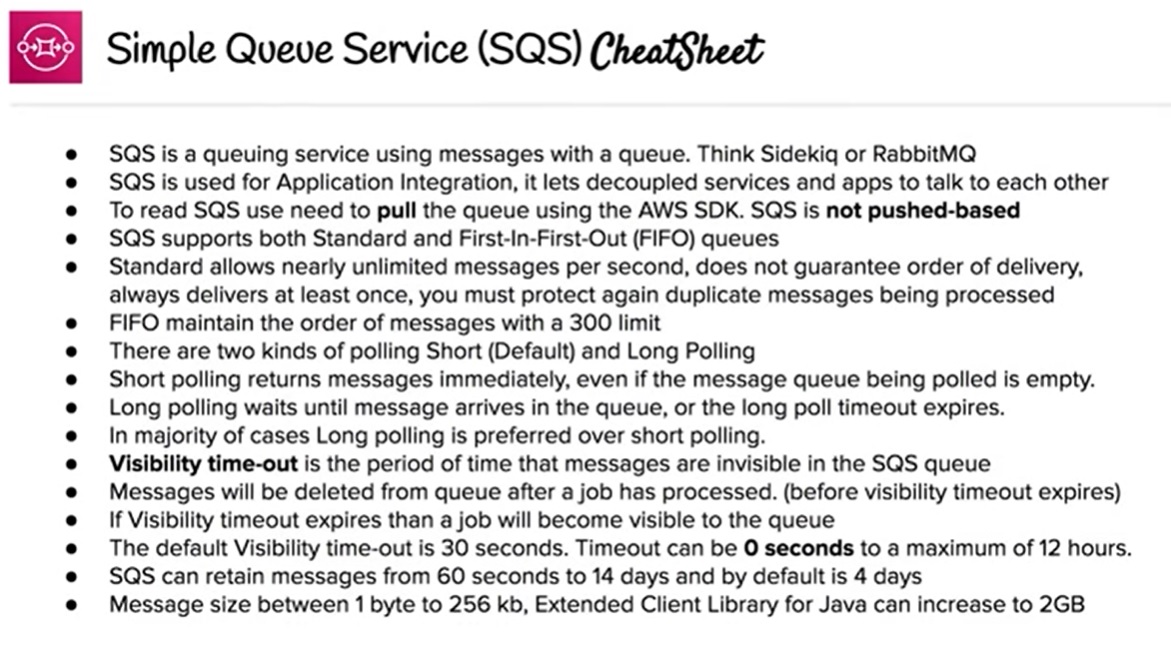 Simple Queue Service (SQS) CheatSheet
● SQS is a queuing service using messages with a queue. Think Sidekiq or RabbitMQ
● SQS is used for Application Integration, it lets decoupled services and apps to talk to each other
● To read SQS use need to pull the queue using the AWS SDK. SQS is not pushed-based
● SQS supports both Standard and First-In-First-Out (FIFO) queues
● Standard allows nearly unlimited messages per second, does not guarantee order of delivery,
always delivers at least once, you must protect again duplicate messages being processed
● FIFO maintain the order of messages with a 300 limit
● There are two kinds of polling Short (Default) and Long Polling
● Short polling returns messages immediately, even if the message queue being polled is empty.
● Long polling waits until message arrives in the queue, or the long poll timeout expires.
● In majority of cases Long polling is preferred over short polling.
● Visibility time-out is the period of time that messages are invisible in the SQS queue
● Messages will be deleted from queue after a job has processed. (before visibility timeout expires)
● If Visibility timeout expires than a job will become visible to the queue
● The default Visibility time-out is 30 seconds. Timeout can be 0 seconds to a maximum of 12 hours.
● SQS can retain messages from 60 seconds to 14 days and by default is 4 days
● Message size between 1 byte to 256 kb, Extended Client Library for Java can increase to 2GB